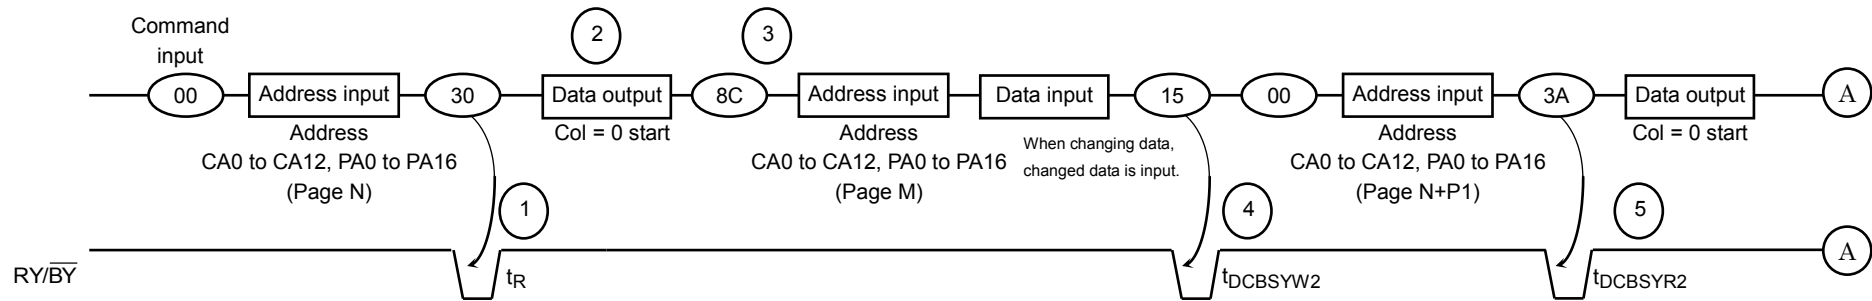 Command
input
2
3
00
Address input
30
Data output
8C
Address input
Data input
15
00
Address input
3A
Data output
A
Address
CA0 to CA12, PA0 to PA16
(Page N)
Col = 0 start
Address
CA0 to CA12, PA0 to PA16
(Page M)
When changing data,
changed data is input.
Address
CA0 to CA12, PA0 to PA16
(Page N+P1)
Col = 0 start
1
4
5
RY/BY
tR
tDCBSYW2
tDCBSYR2
A